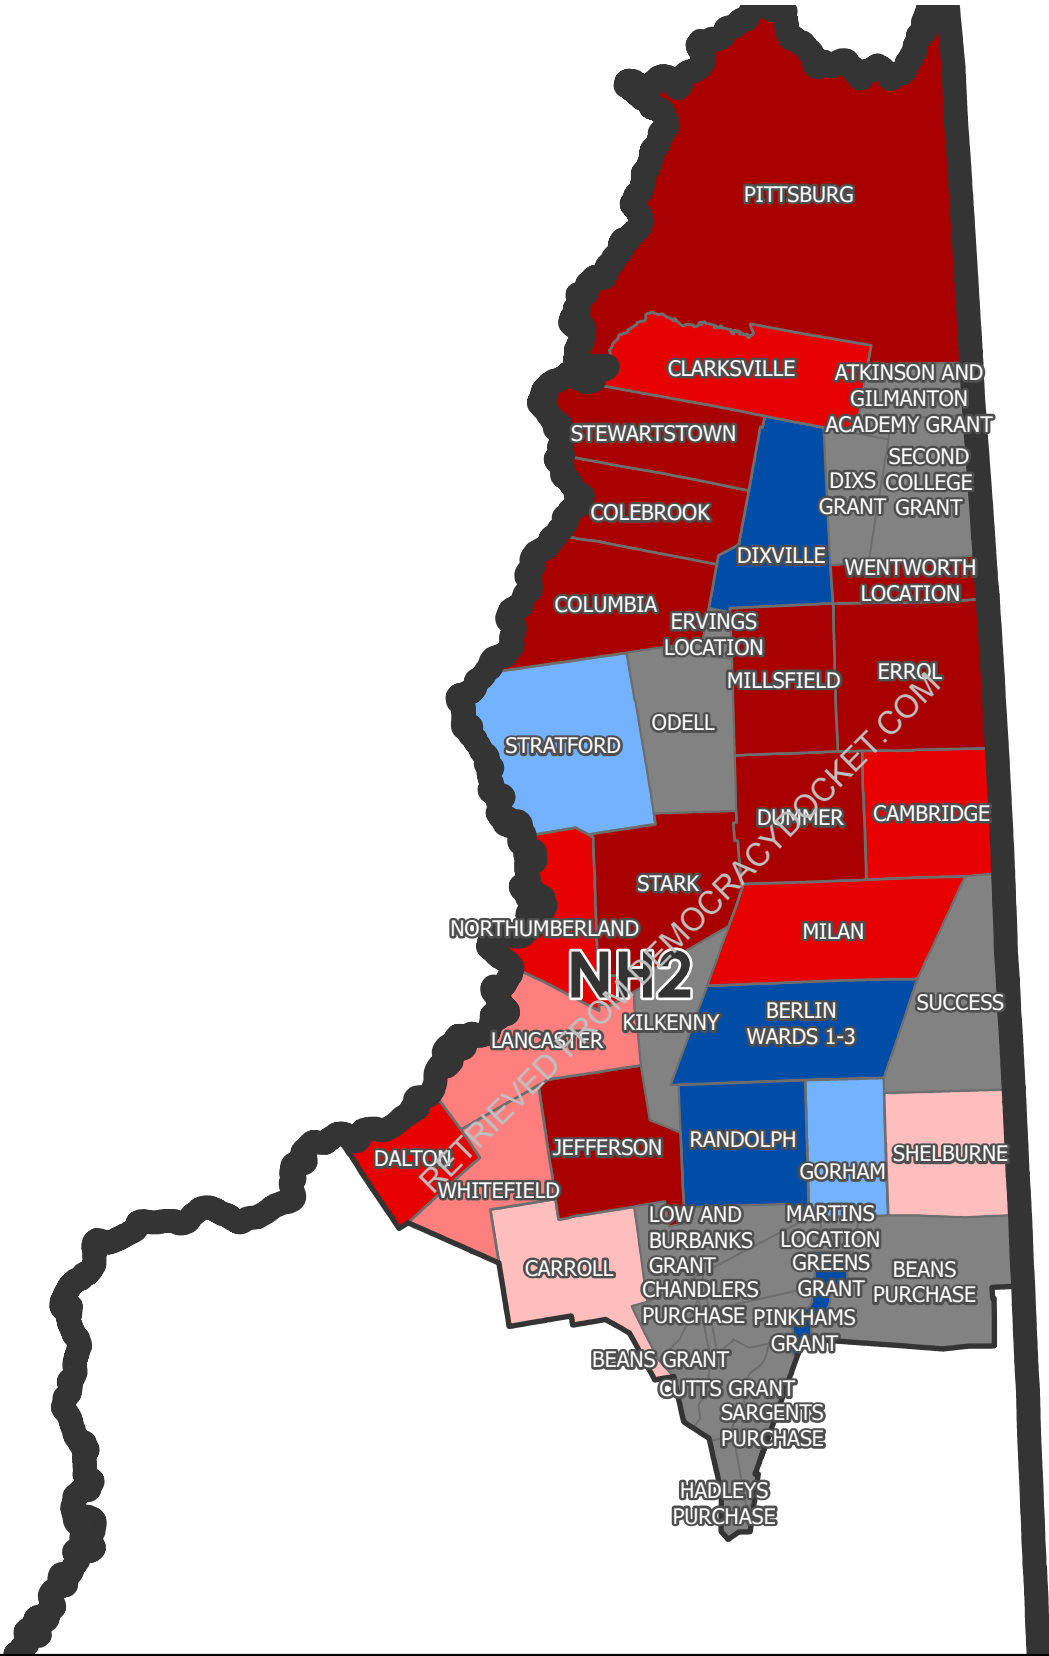 PITTSBURG
CLARKSVILLE
ATKINSON AND
GILMANTON
ACADEMY GRANT
STEWARTSTOWN
DIXS
GRANT
SECOND
COLLEGE
GRANT
COLEBROOK
DIXVILLE
WENTWORTH
LOCATION
COLUMBIA
ERVINGS
LOCATION
MILLSFIELD
ERROL
ODELL
STRATFORD
DUMMER
CAMBRIDGE
STARK
NORTHUMBERLAND
MILAN
NH2
SUCCESS
BERLIN
WARDS 1-3
KILKENNY
LANCASTER
RETRIEVED FROM DEMOCRACYDOCKET.COM
JEFFERSON
RANDOLPH
SHELBURNE
DALTON
GORHAM
WHITEFIELD
LOW AND
BURBANKS
GRANT
MARTINS
LOCATION
GREENS
GRANT
BEANS
PURCHASE
CARROLL
CHANDLERS
PURCHASE
PINKHAMS
GRANT
BEANS GRANT
CUTTS GRANT
SARGENTS
PURCHASE
HADLEYS
PURCHASE